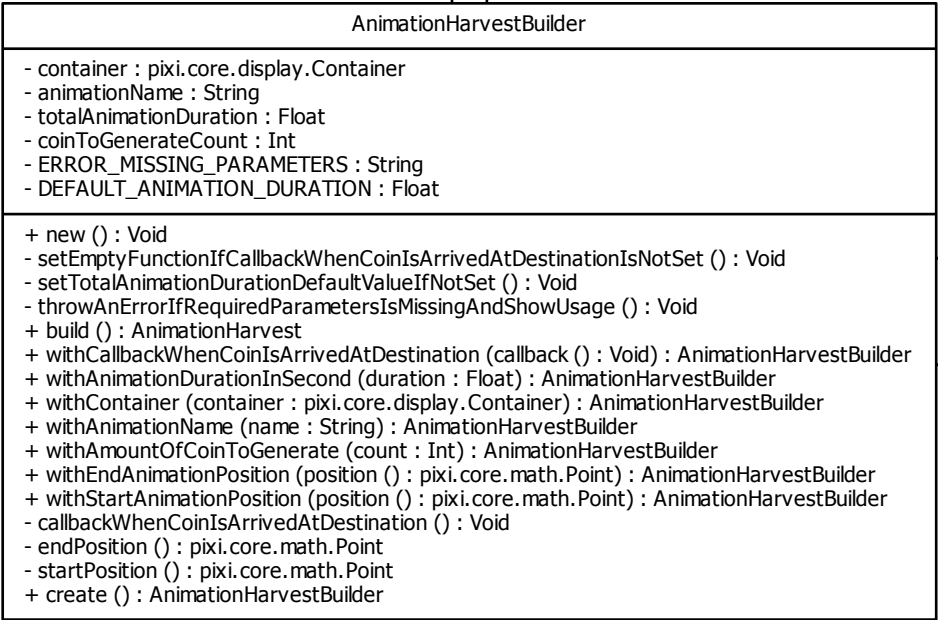 AnimationHarvestBuilder
- container : pixi.core.display.Container
- animationName : String
- totalAnimationDuration : Float
- coinToGenerateCount : Int
- ERROR_MISSING_PARAMETERS : String
- DEFAULT_ANIMATION_DURATION : Float
+ new () : Void
- setEmptyFunctionIfCallbackWhenCoinIsArrivedAtDestinationIsNotSet () : Void
- setTotalAnimationDurationDefaultValueIfNotSet () : Void
- throwAnErrorIfRequiredParametersIsMissingAndShowUsage () : Void
+ build () : AnimationHarvest
+ withCallbackWhenCoinIsArrivedAtDestination (callback () : Void) : AnimationHarvestBuilder
+ withAnimationDurationInSecond (duration : Float) : AnimationHarvestBuilder
+ withContainer (container : pixi.core.display.Container) : AnimationHarvestBuilder
+ withAnimationName (name : String) : AnimationHarvestBuilder
+ withAmountOfCoinToGenerate (count : Int) : AnimationHarvestBuilder
+ withEndAnimationPosition (position () : pixi.core.math.Point) : AnimationHarvestBuilder
+ withStartAnimationPosition (position () : pixi.core.math.Point) : AnimationHarvestBuilder
- callbackWhenCoinIsArrivedAtDestination () : Void
- endPosition () : pixi.core.math.Point
- startPosition () : pixi.core.math.Point
+ create () : AnimationHarvestBuilder